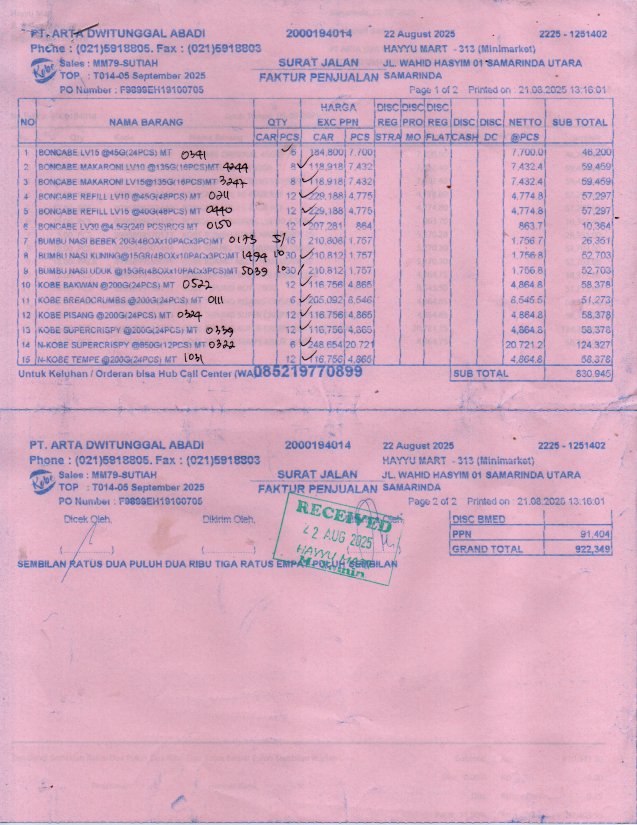 PT. ARTA DWITUNGGAL ABADI 2000194014 22 August 2025 2225 - 1251402
Phone : (021)5918805. Fax : (021)5918803 HAYYU MART - 313 (Minimarket)
Kobe Sales : MM79-SUTIAH SURAT JALAN JL. WAHID HASYIM 01 SAMARINDA UTARA
TOP : T014-05 September 2025 FAKTUR PENJUALAN SAMARINDA
PO Number : F9899EH19100705 Page 1 of 2 Printed on : 21.08.2025 13:16:01
NO NAMA BARANG QTY CAR PCS HARGA EXC PPN CAR PCS DISC REG STRA DISC PRO MO DISC REG FLAT DISC CASH DISC DC NETTO @PCS SUB TOTAL
1 BONCABE LV15 @45G(24PCS) MT 0341 6 184,800 7,700 7,700.0 46,200
2 BONCABE MAKARONI LV10 @135G(16PCS)MT 4244 8 118,918 7,432 7,432.4 59,459
3 BONCABE MAKARONI LV15@135G(16PCS)MT 3247 8 118,918 7,432 7,432.4 59,459
4 BONCABE REFILL LV10 @45G(48PCS) MT 0211 12 229,188 4,775 4,774.8 57,297
5 BONCABE REFILL LV15 @40G(48PCS) MT 0440 12 229,188 4,775 4,774.8 57,297
6 BONCABE LV30 @4.5G(240 PCS)RCG MT 0150 12 207,281 864 863.7 10,364
7 BUMBU NASI BEBEK 20G(4BOX x10PACx3PC)MT 0173 5/ 15 210,808 1,757 1,756.7 26,351
8 BUMBU NASI KUNING@15GR(4BOXx10PACx3PC)MT 1494 10 30 210,812 1,757 1,756.8 52,703
9 BUMBU NASI UDUK @15GR(4BOXx10PACx3PCS)MT 5039 10 30 210,812 1,757 1,756.8 52,703
10 KOBE BAKWAN @200G(24PCS) MT 0522 12 116,756 4,865 4,864.8 58,378
11 KOBE BREADCRUMBS @200G(24PCS) MT 0111 6 205,092 8,546 8,545.5 51,273
12 KOBE PISANG @200G(24PCS) MT 0324 12 116,756 4,865 4,864.8 58,378
13 KOBE SUPERCRISPY @200G(24PCS) MT 0339 12 116,756 4,865 4,864.8 58,378
14 N-KOBE SUPERCRISPY @850G(12PCS) MT 0322 6 248,654 20,721 20,721.2 124,327
15 N-KOBE TEMPE @200G(24PCS) MT 1031 12 116,756 4,865 4,864.8 58,378
Untuk Keluhan / Orderan bisa Hub Call Center (WA) 085219770899 SUB TOTAL 830,945
PT. ARTA DWITUNGGAL ABADI 2000194014 22 August 2025 2225 - 1251402
Phone : (021)5918805. Fax : (021)5918803 HAYYU MART - 313 (Minimarket)
Kobe Sales : MM79-SUTIAH SURAT JALAN JL. WAHID HASYIM 01 SAMARINDA UTARA
TOP : T014-05 September 2025 FAKTUR PENJUALAN SAMARINDA
PO Number : F9899EH19100705 Page 2 of 2 Printed on : 21.08.2025 13:16:01
Dicek Oleh, Dikirim Oleh, Oleh, DISC BMED
RECEIVED
22 AUG 2025
HAYYU MART
PPN 91,404
(..............) (..............) GRAND TOTAL 922,349
SEMBILAN RATUS DUA PULUH DUA RIBU TIGA RATUS EMPAT PULUH SEMBILAN